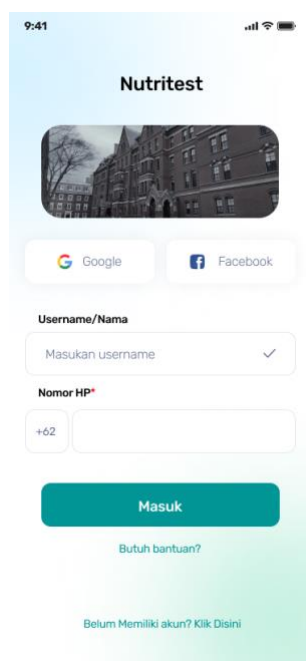 9:41
Nutritest
Google
Facebook
Username/Nama
Masukan username
Nomor HP*
+62
Masuk
Butuh bantuan?
Belum Memiliki akun? Klik Disini